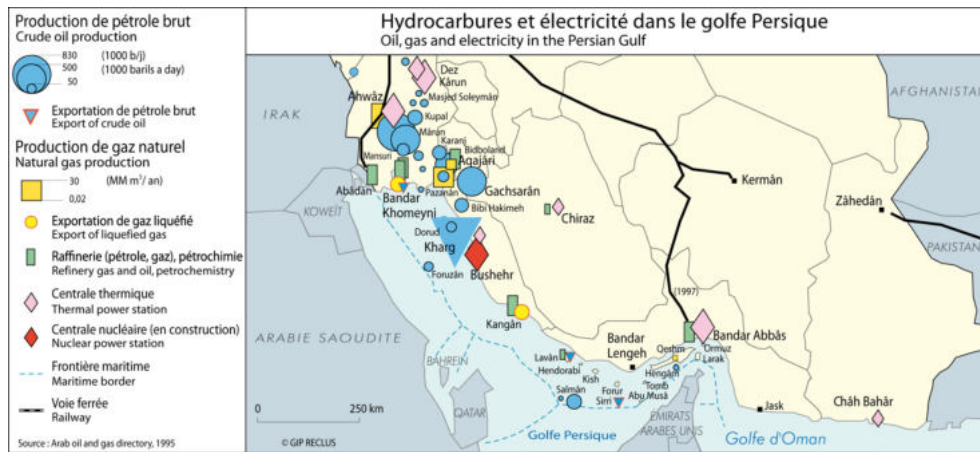 Production de pétrole brut
Crude oil production
830
500
50
(1000 b/j)
(1000 barils a day)
Exportation de pétrole brut
Export of crude oil
Production de gaz naturel
Natural gas production
30
0,02
(MM m³/ an)
Exportation de gaz liquéfié
Export of liquefied gas
Raffinerie (pétrole, gaz), pétrochimie
Refinery gas and oil, petrochemistry
Centrale thermique
Thermal power station
Centrale nucléaire (en construction)
Nuclear power station
Frontière maritime
Maritime border
Voie ferrée
Railway
Source : Arab oil and gas directory, 1995
Hydrocarbures et électricité dans le golfe Persique
Oil, gas and electricity in the Persian Gulf
Dez
Kârun
Masjed Soleymân
AFGHANISTAN
Ahwâz
IRAK
Kupal
Mârun
Karanj
Bidboland
Mansuri
Aqajâri
Kermân
Abâdân
Pazanân
Gachsarân
Zâhedân
Bandar
Khomeyni
Bibi Hakimeh
Chiraz
KOWEÏT
Dorud
Kharg
PAKISTAN
Foruzân
Bushehr
(1997)
Kangân
Bandar Abbâs
ARABIE SAOUDITE
Bandar
Lengeh
Qeshm
Ormuz
Larak
Lavân
Hendorabi
BAHREIN
Kish
Hengâm
Tomb
Salmân
Forur
Sirri
Abu Musâ
Châh Bahâr
0
250 km
QATAR
Jask
EMIRATS
ARABES UNIS
Golfe Persique
Golfe d'Oman
© GIP RECLUS